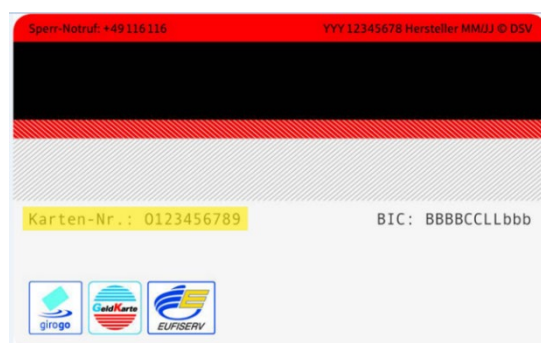 Sperr-Notruf: +49 116 116 YYY 12345678 Hersteller MM/JJ © DSV
Karten-Nr.: 0123456789 BIC: BBBBCCLLbbb
girogo GeldKarte EUFISERV